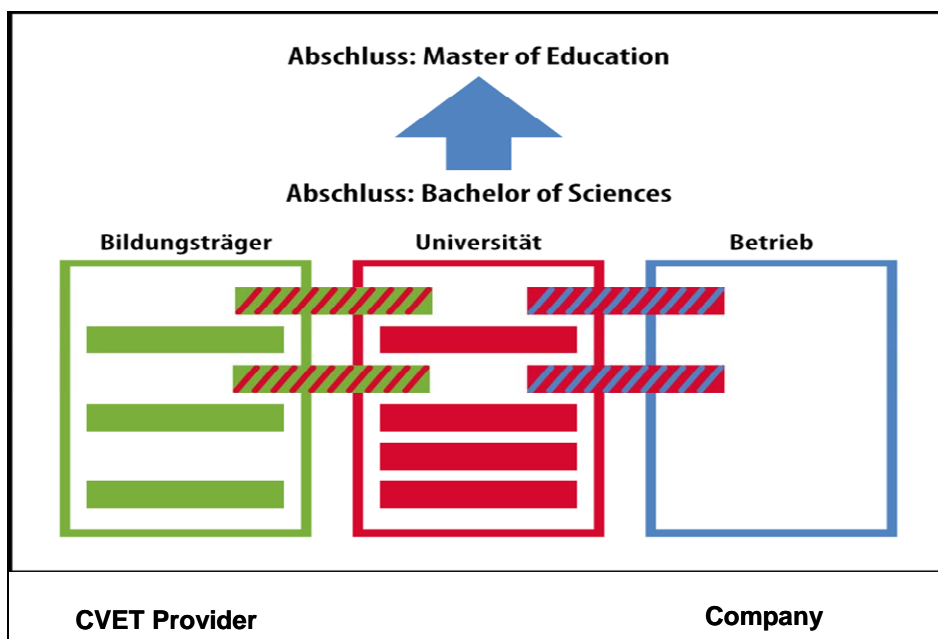 Abschluss: Master of Education
Abschluss: Bachelor of Sciences
Bildungsträger Universität Betrieb
CVET Provider Company